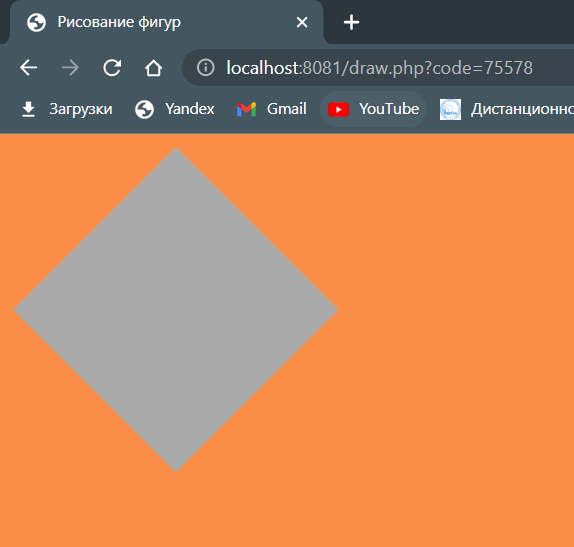 Рисование фигур
localhost:8081/draw.php?code=75578
Загрузки Yandex Gmail YouTube Дистанционно